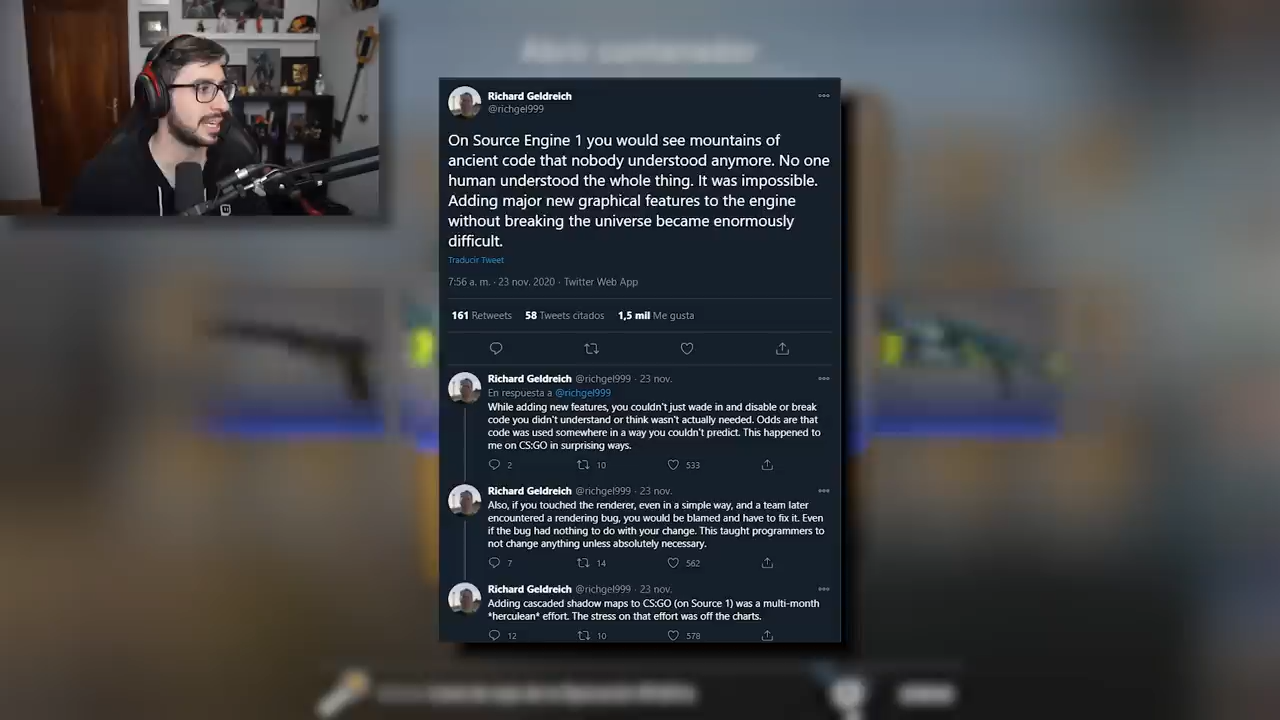 Abrir contenedor
Richard Geldreich
@richgel999
On Source Engine 1 you would see mountains of
ancient code that nobody understood anymore. No one
human understood the whole thing. It was impossible.
Adding major new graphical features to the engine
without breaking the universe became enormously
difficult.
Traducir Tweet
7:56 a. m. · 23 nov. 2020 · Twitter Web App
161 Retweets 58 Tweets citados 1,5 mil Me gusta
Richard Geldreich @richgel999 · 23 nov.
En respuesta a @richgel999
While adding new features, you couldn't just wade in and disable or break
code you didn't understand or think wasn't actually needed. Odds are that
code was used somewhere in a way you couldn't predict. This happened to
me on CS:GO in surprising ways.
2 10 533
Richard Geldreich @richgel999 · 23 nov.
Also, if you touched the renderer, even in a simple way, and a team later
encountered a rendering bug, you would be blamed and have to fix it. Even
if the bug had nothing to do with your change. This taught programmers to
not change anything unless absolutely necessary.
7 14 562
Richard Geldreich @richgel999 · 23 nov.
Adding cascaded shadow maps to CS:GO (on Source 1) was a multi-month
*herculean* effort. The stress on that effort was off the charts.
12 10 578